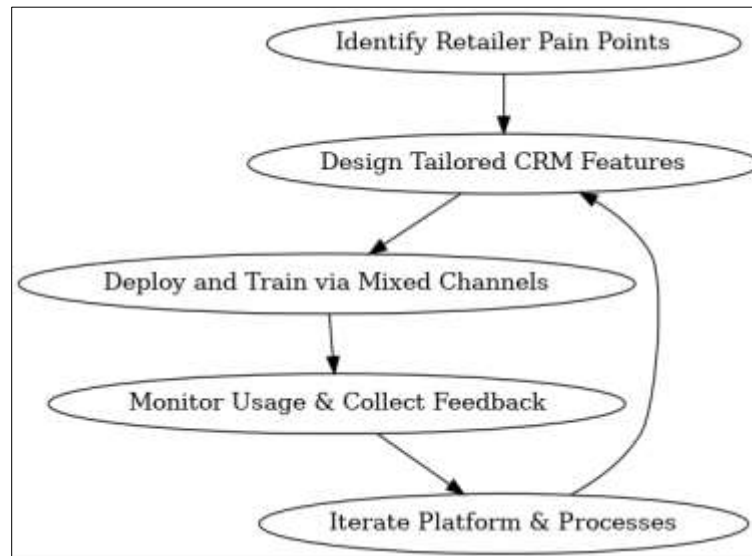 Identify Retailer Pain Points
Design Tailored CRM Features
Deploy and Train via Mixed Channels
Monitor Usage & Collect Feedback
Iterate Platform & Processes